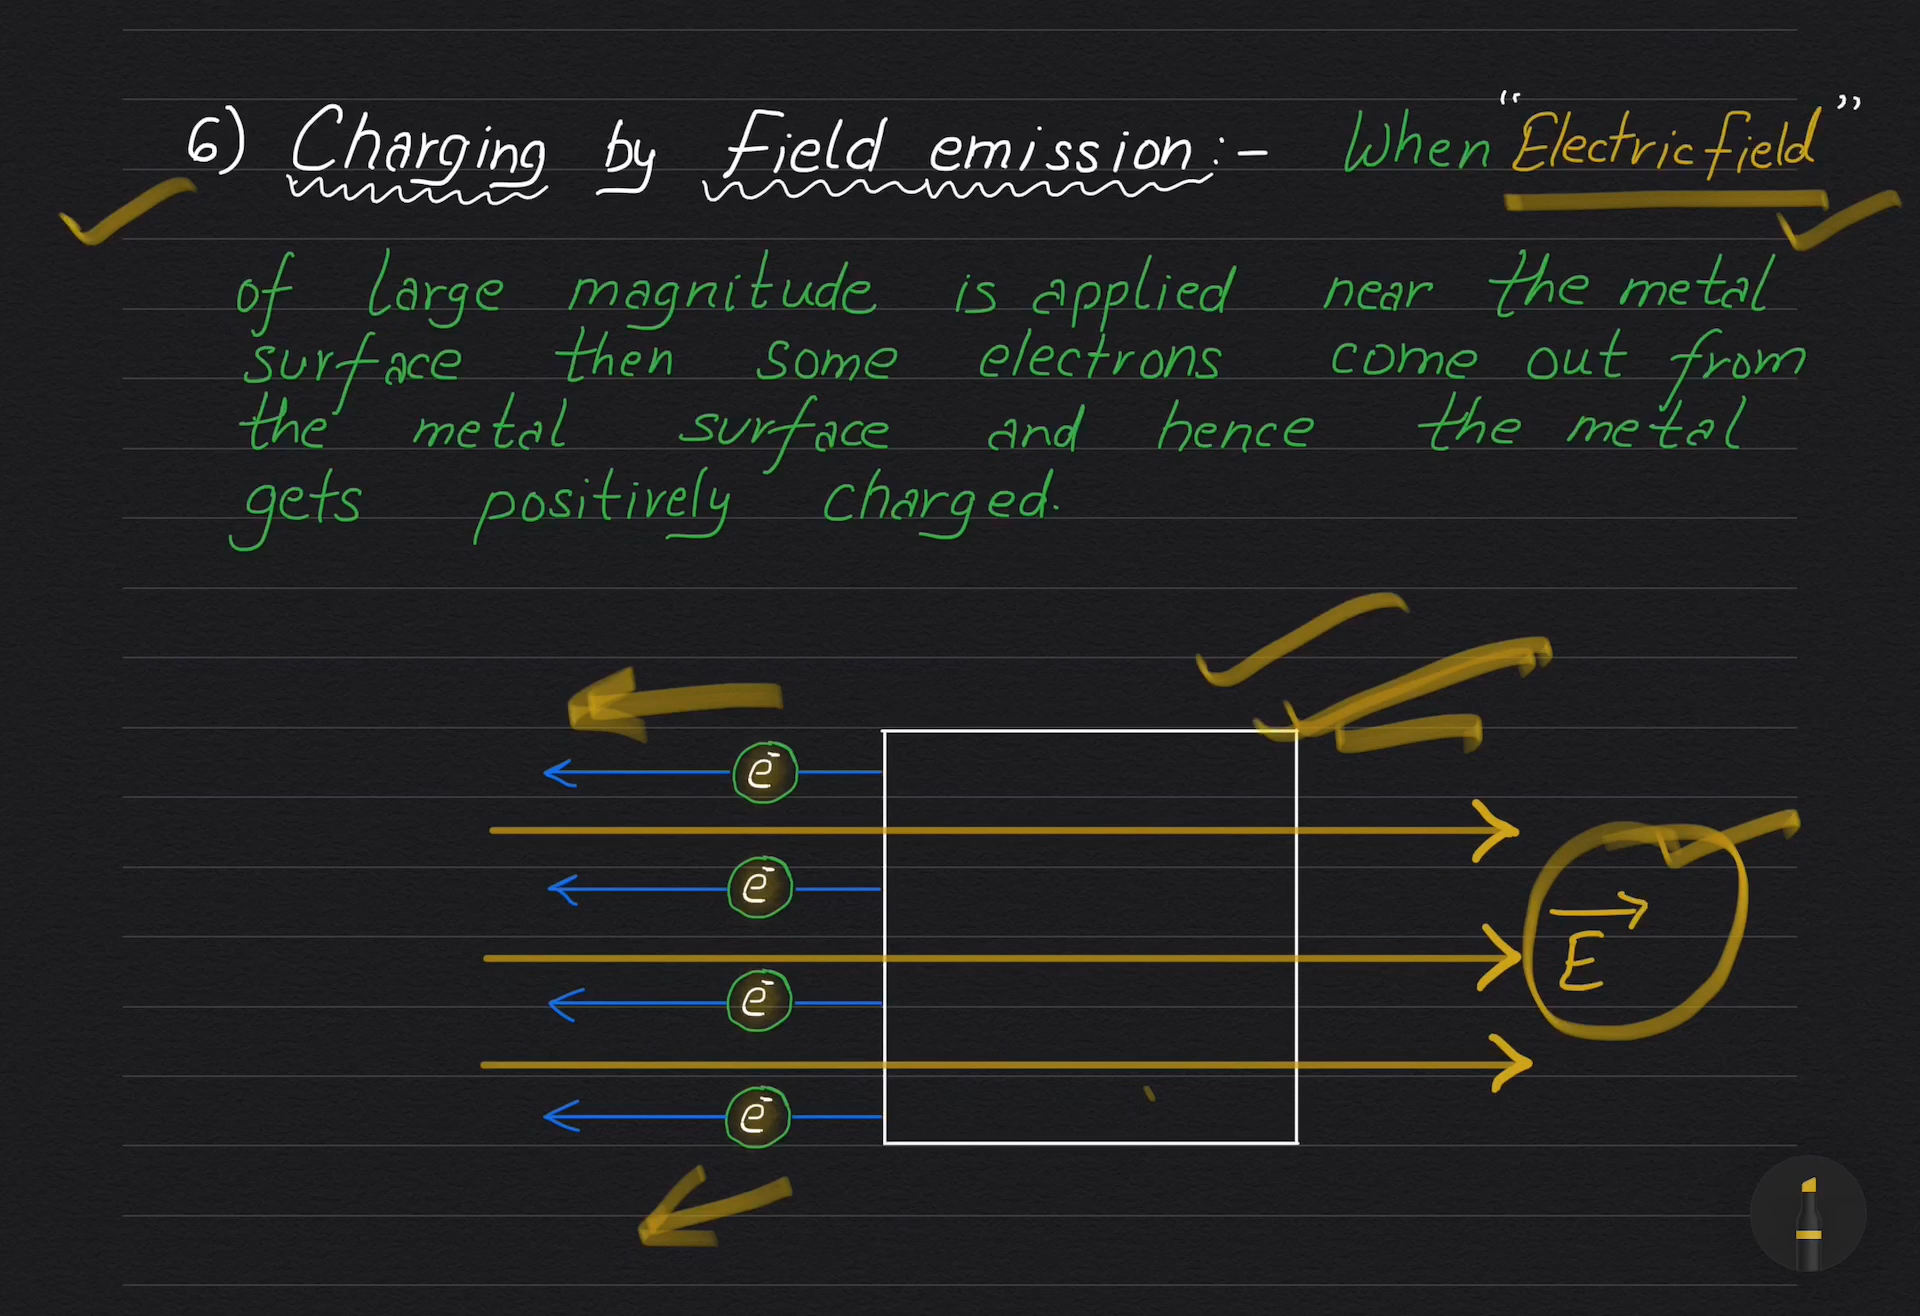 6) Charging by Field emission:- When "Electric field"
of large magnitude is applied near the metal
surface then some electrons come out from
the metal surface and hence the metal
gets positively charged.
e⁻
e⁻
e⁻
E
e⁻